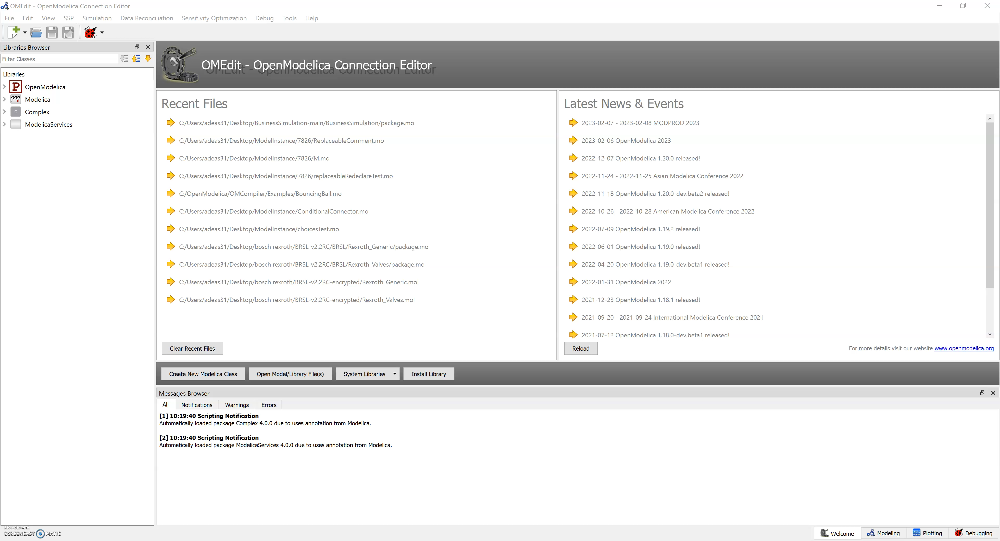 OMEdit - OpenModelica Connection Editor
File Edit View SSP Simulation Data Reconciliation Sensitivity Optimization Debug Tools Help
Libraries Browser
Filter Classes
Libraries
P OpenModelica
m Modelica
C Complex
ModelicaServices
OMEdit - OpenModelica Connection Editor
Recent Files
C:/Users/adeas31/Desktop/BusinessSimulation-main/BusinessSimulation/package.mo
C:/Users/adeas31/Desktop/ModelInstance/7826/ReplaceableComment.mo
C:/Users/adeas31/Desktop/ModelInstance/7826/M.mo
C:/Users/adeas31/Desktop/ModelInstance/7826/replaceableRedeclareTest.mo
C:/OpenModelica/OMCompiler/Examples/BouncingBall.mo
C:/Users/adeas31/Desktop/ModelInstance/ConditionalConnector.mo
C:/Users/adeas31/Desktop/ModelInstance/choicesTest.mo
C:/Users/adeas31/Desktop/bosch rexroth/BRSL-v2.2RC/BRSL/Rexroth_Generic/package.mo
C:/Users/adeas31/Desktop/bosch rexroth/BRSL-v2.2RC/BRSL/Rexroth_Valves/package.mo
C:/Users/adeas31/Desktop/bosch rexroth/BRSL-v2.2RC-encrypted/Rexroth_Generic.mol
C:/Users/adeas31/Desktop/bosch rexroth/BRSL-v2.2RC-encrypted/Rexroth_Valves.mol
Clear Recent Files
Latest News & Events
2023-02-07 - 2023-02-08 MODPROD 2023
2023-02-06 OpenModelica 2023
2022-12-07 OpenModelica 1.20.0 released!
2022-11-24 - 2022-11-25 Asian Modelica Conference 2022
2022-11-18 OpenModelica 1.20.0-dev.beta2 released!
2022-10-26 - 2022-10-28 American Modelica Conference 2022
2022-07-09 OpenModelica 1.19.2 released!
2022-06-01 OpenModelica 1.19.0 released!
2022-04-20 OpenModelica 1.19.0-dev.beta1 released!
2022-01-31 OpenModelica 2022
2021-12-23 OpenModelica 1.18.1 released!
2021-09-20 - 2021-09-24 International Modelica Conference 2021
2021-07-12 OpenModelica 1.18.0-dev.beta1 released!
Reload
For more details visit our website www.openmodelica.org
Create New Modelica Class Open Model/Library File(s) System Libraries Install Library
Messages Browser
All Notifications Warnings Errors
[1] 10:19:40 Scripting Notification
Automatically loaded package Complex 4.0.0 due to uses annotation from Modelica.
[2] 10:19:40 Scripting Notification
Automatically loaded package ModelicaServices 4.0.0 due to uses annotation from Modelica.
RECORDED WITH
SCREENCAST MATIC
Welcome Modeling Plotting Debugging